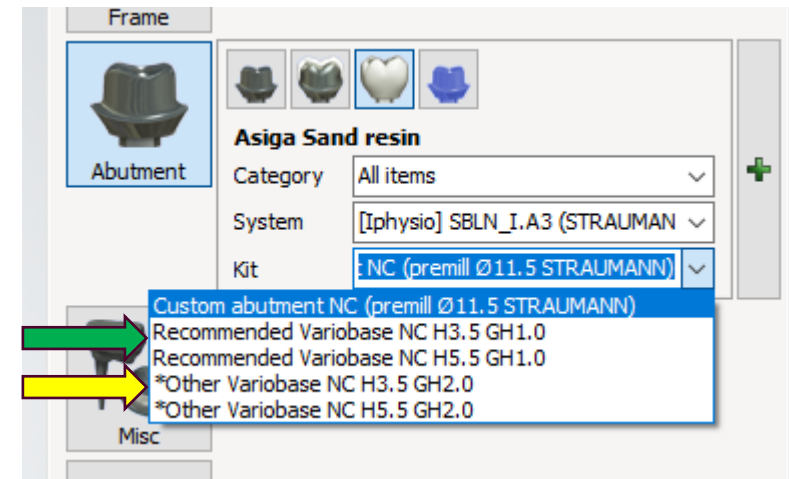 Frame
Abutment
Asiga Sand resin
Category All items
System [Iphysio] SBLN_I.A3 (STRAUMAN
Kit NC (premill Ø11.5 STRAUMANN)
Custom abutment NC (premill Ø11.5 STRAUMANN)
Recommended Variobase NC H3.5 GH1.0
Recommended Variobase NC H5.5 GH1.0
*Other Variobase NC H3.5 GH2.0
*Other Variobase NC H5.5 GH2.0
Misc